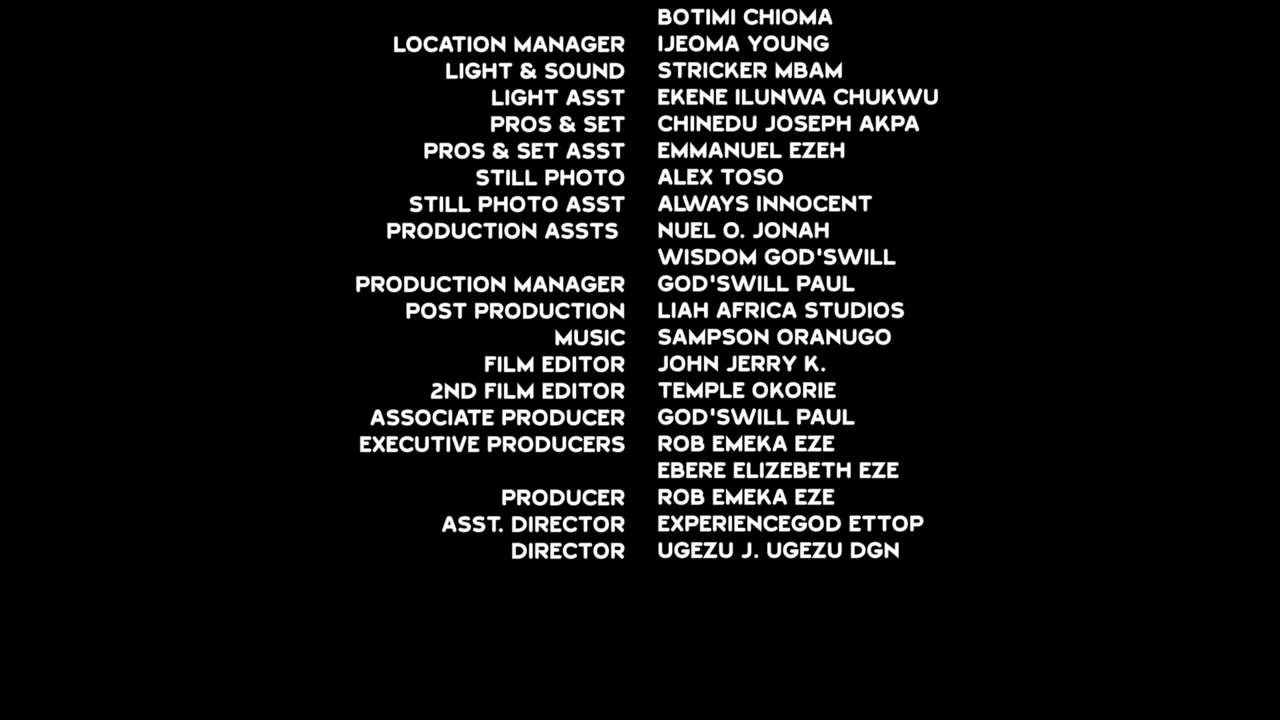 BOTIMI CHIOMA
LOCATION MANAGER IJEOMA YOUNG
LIGHT & SOUND STRICKER MBAM
LIGHT ASST EKENE ILUNWA CHUKWU
PROS & SET CHINEDU JOSEPH AKPA
PROS & SET ASST EMMANUEL EZEH
STILL PHOTO ALEX TOSO
STILL PHOTO ASST ALWAYS INNOCENT
PRODUCTION ASSTS NUEL O. JONAH
WISDOM GOD'SWILL
PRODUCTION MANAGER GOD'SWILL PAUL
POST PRODUCTION LIAH AFRICA STUDIOS
MUSIC SAMPSON ORANUGO
FILM EDITOR JOHN JERRY K.
2ND FILM EDITOR TEMPLE OKORIE
ASSOCIATE PRODUCER GOD'SWILL PAUL
EXECUTIVE PRODUCERS ROB EMEKA EZE
EBERE ELIZEBETH EZE
PRODUCER ROB EMEKA EZE
ASST. DIRECTOR EXPERIENCEGOD ETTOP
DIRECTOR UGEZU J. UGEZU DGN